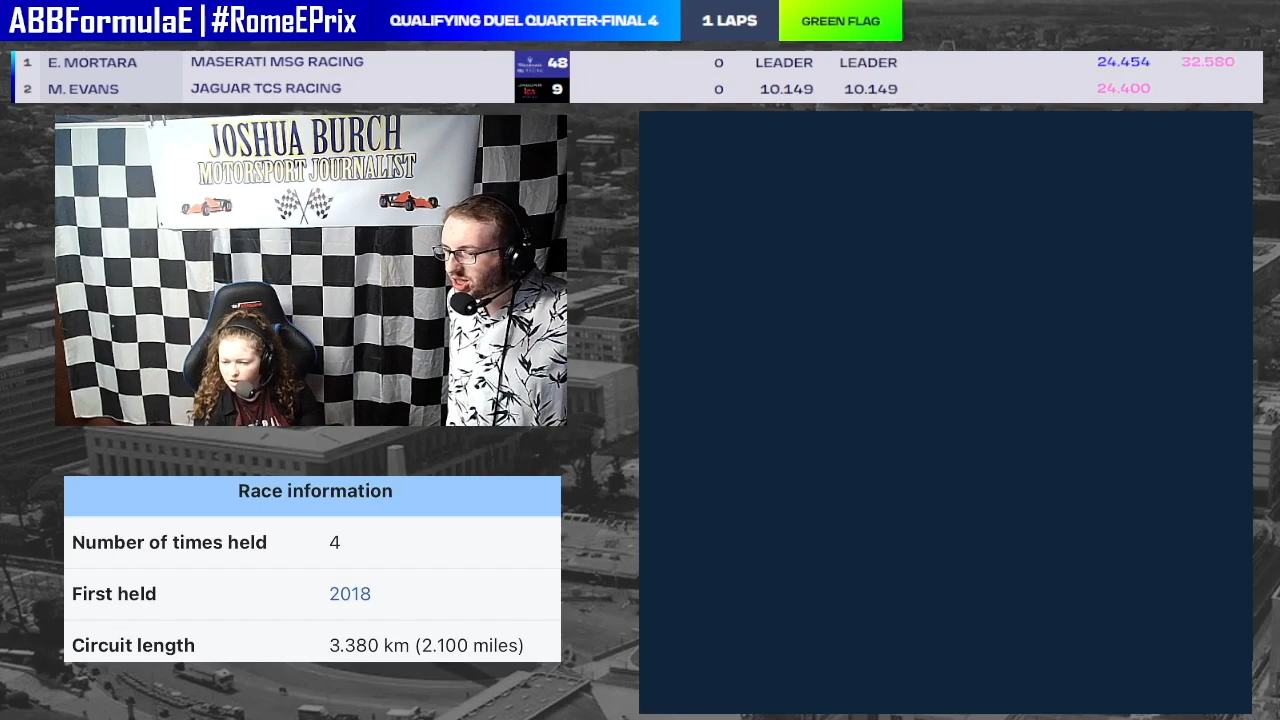 ABBFormulaE | #RomeEPrix QUALIFYING DUEL QUARTER-FINAL 4 1 LAPS GREEN FLAG
1 E. MORTARA MASERATI MSG RACING 48 0 LEADER LEADER 24.454 32.580
2 M. EVANS JAGUAR TCS RACING 9 0 10.149 10.149 24.400
JOSHUA BURCH
MOTORSPORT JOURNALIST
Race information
Number of times held 4
First held 2018
Circuit length 3.380 km (2.100 miles)